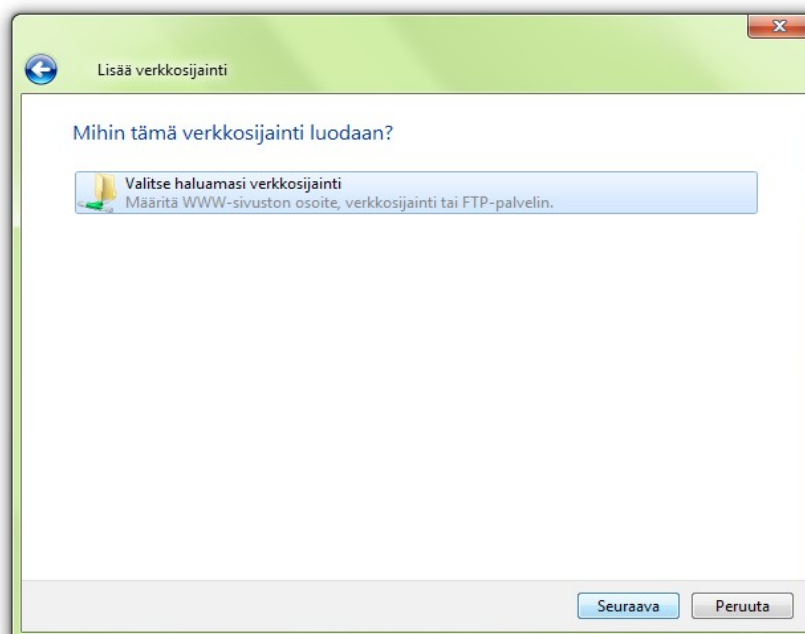 Lisää verkkosijainti
Mihin tämä verkkosijainti luodaan?
Valitse haluamasi verkkosijainti
Määritä WWW-sivuston osoite, verkkosijainti tai FTP-palvelin.
Seuraava
Peruuta